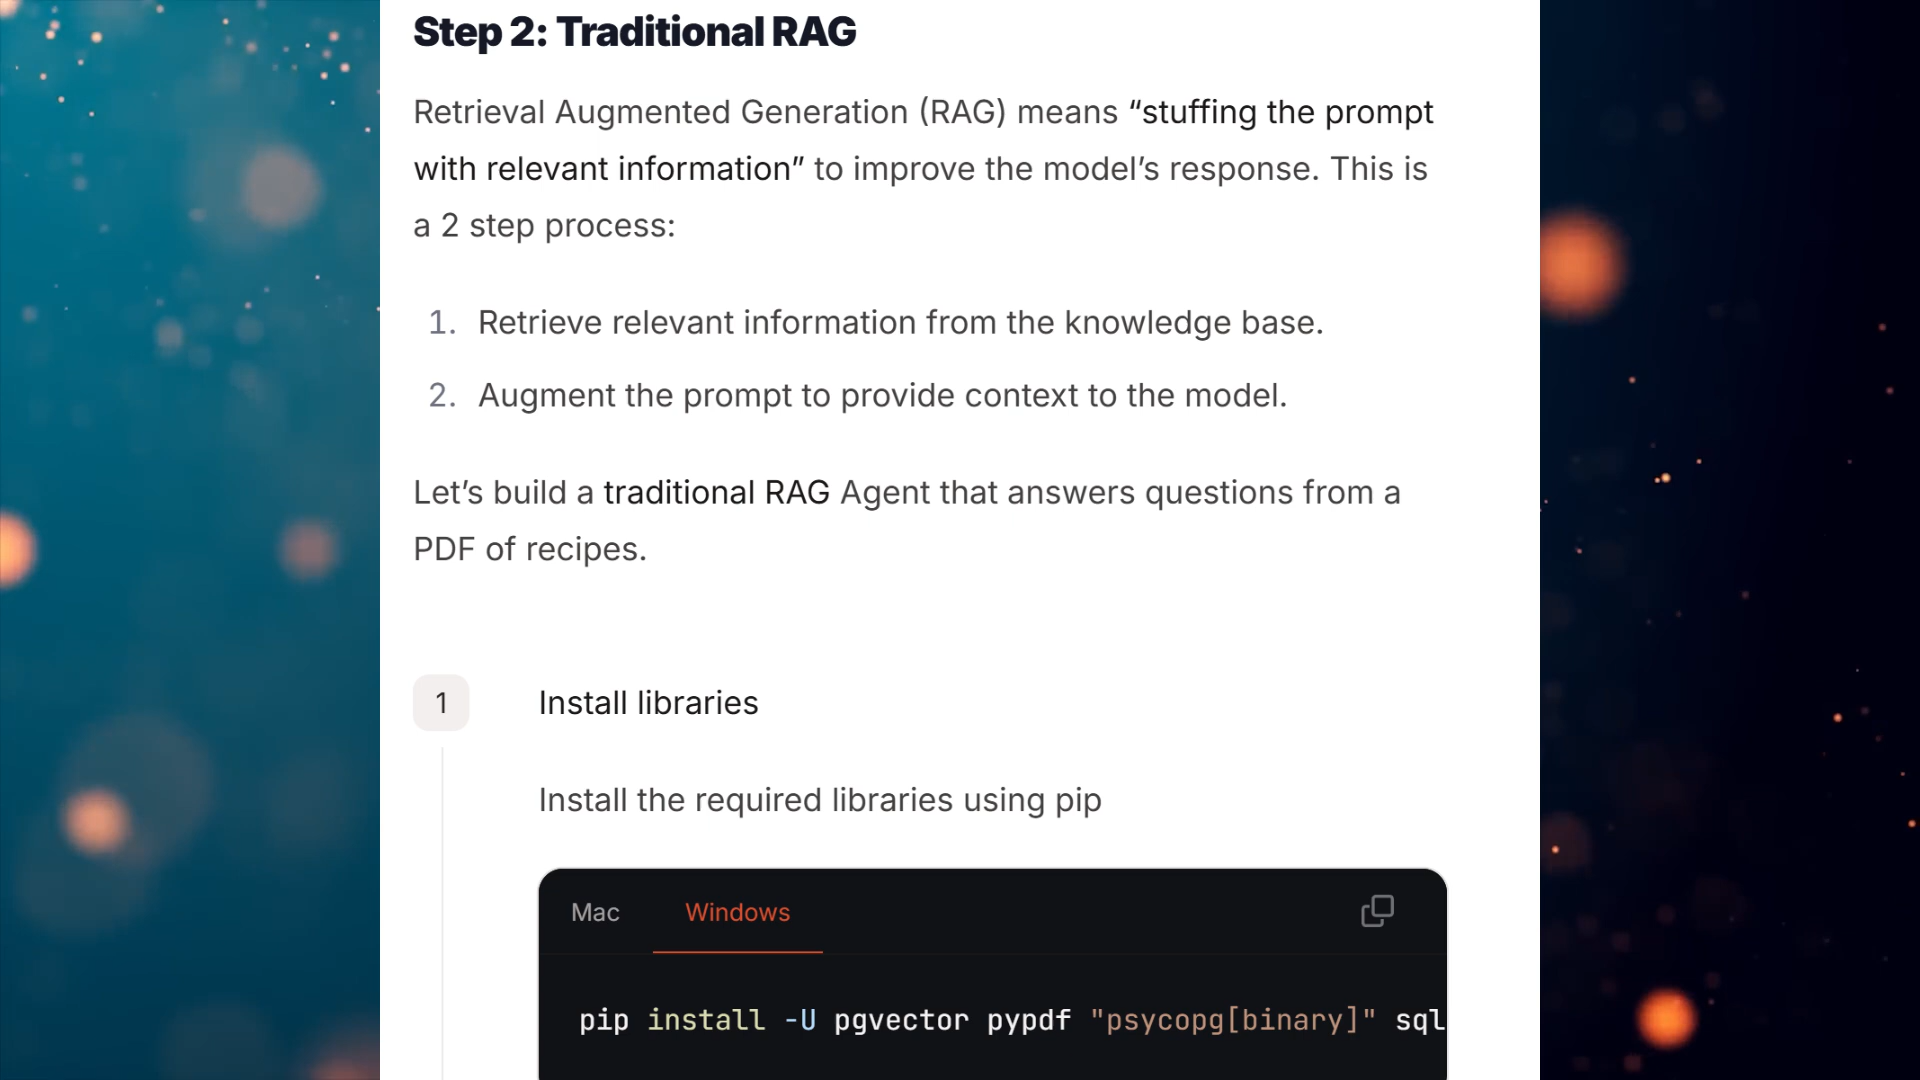 Step 2: Traditional RAG
Retrieval Augmented Generation (RAG) means “stuffing the prompt
with relevant information” to improve the model’s response. This is
a 2 step process:
1. Retrieve relevant information from the knowledge base.
2. Augment the prompt to provide context to the model.
Let’s build a traditional RAG Agent that answers questions from a
PDF of recipes.
1 Install libraries
Install the required libraries using pip
Mac Windows
pip install -U pgvector pypdf "psycopg[binary]" sql